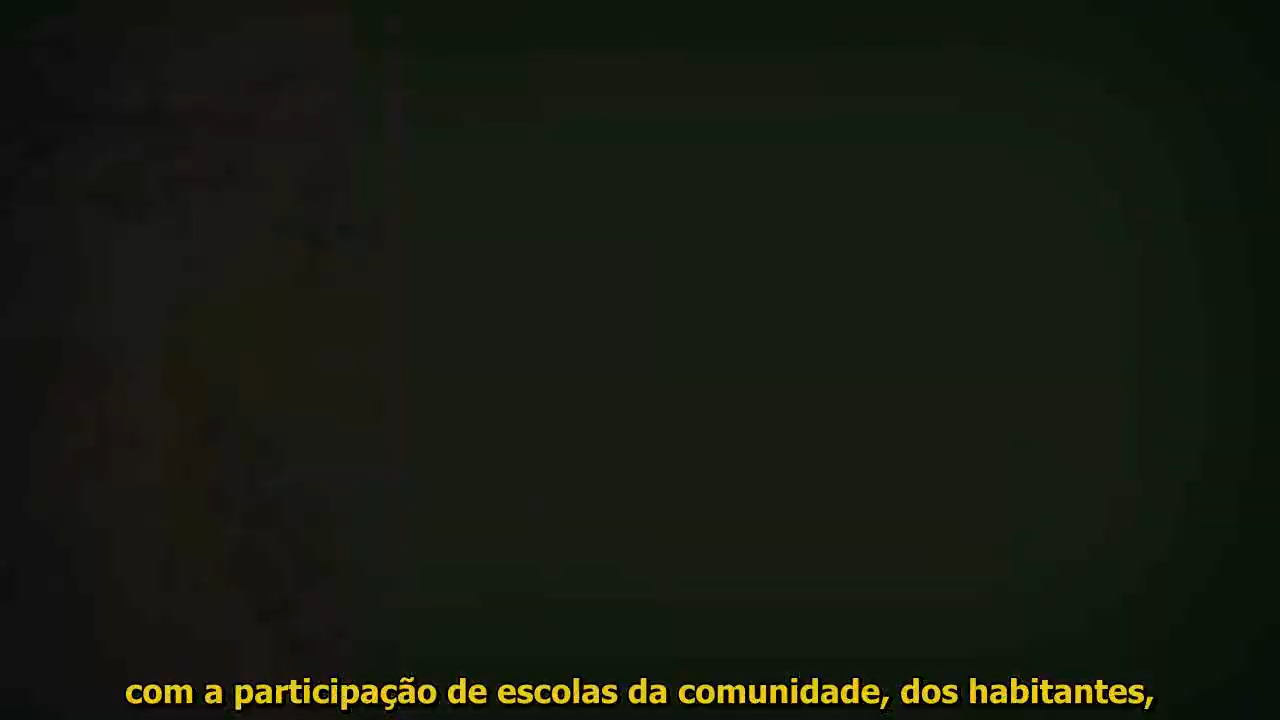 com a participação de escolas da comunidade, dos habitantes,